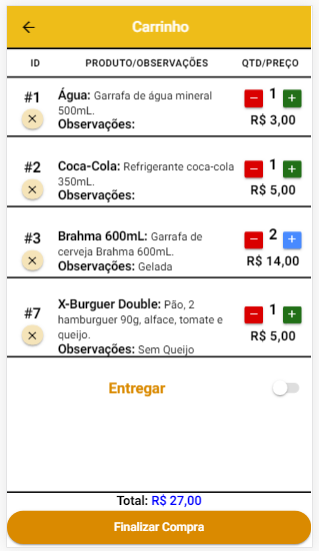 Carrinho
ID PRODUTO/OBSERVAÇÕES QTD/PREÇO
#1 Água: Garrafa de água mineral 500mL. Observações: − 1 + R$ 3,00
#2 Coca-Cola: Refrigerante coca-cola 350mL. Observações: − 1 + R$ 5,00
#3 Brahma 600mL: Garrafa de cerveja Brahma 600mL. Observações: Gelada − 2 + R$ 14,00
#7 X-Burguer Double: Pão, 2 hamburguer 90g, alface, tomate e queijo. Observações: Sem Queijo − 1 + R$ 5,00
Entregar
Total: R$ 27,00
Finalizar Compra